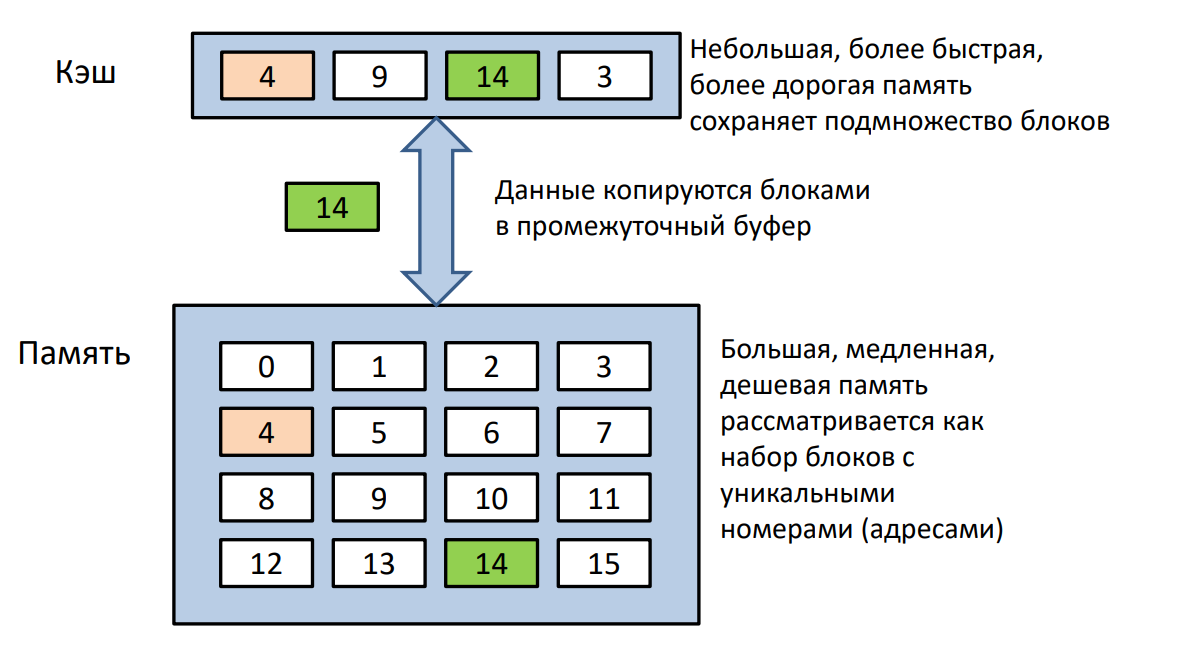 Кэш
4 9 14 3
Небольшая, более быстрая,
более дорогая память
сохраняет подмножество блоков
14
Данные копируются блоками
в промежуточный буфер
Память
0 1 2 3
4 5 6 7
8 9 10 11
12 13 14 15
Большая, медленная,
дешевая память
рассматривается как
набор блоков с
уникальными
номерами (адресами)